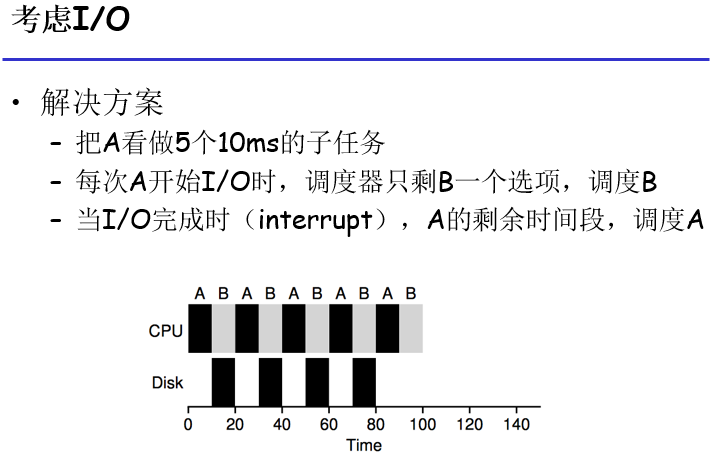 考虑I/O
• 解决方案
– 把A看做5个10ms的子任务
– 每次A开始I/O时，调度器只剩B一个选项，调度B
– 当I/O完成时（interrupt），A的剩余时间段，调度A
A B A B A B A B A B
CPU
Disk
0 20 40 60 80 100 120 140
Time